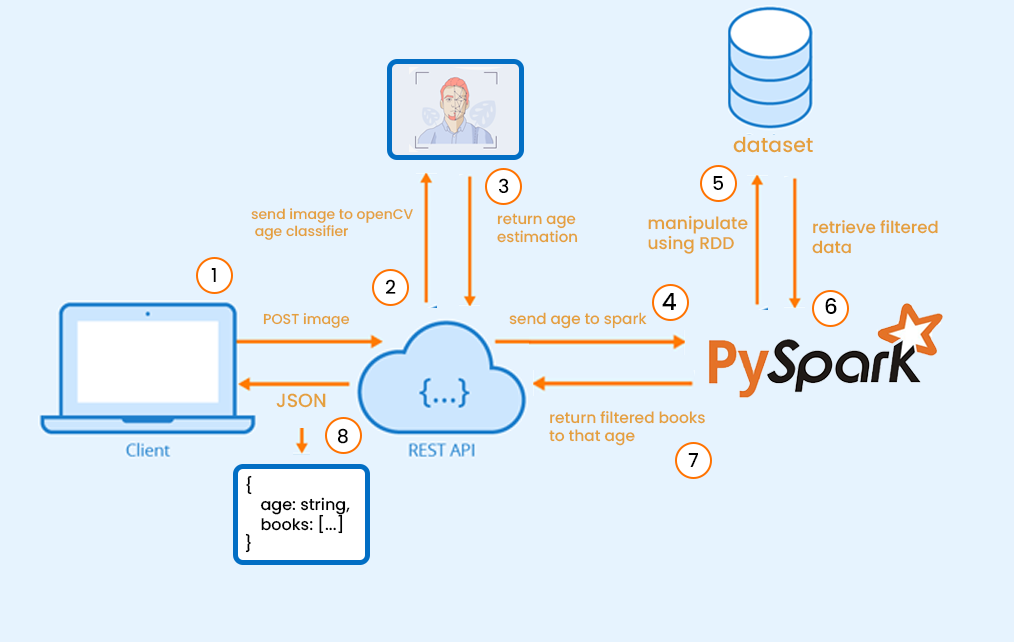 dataset
3
5
send image to openCV
age classifier
return age
estimation
manipulate
using RDD
retrieve filtered
data
1
2
4
6
POST image
send age to spark
PySpark
{...}
JSON
return filtered books
to that age
Client
8
REST API
7
{
age: string,
books: [...]
}